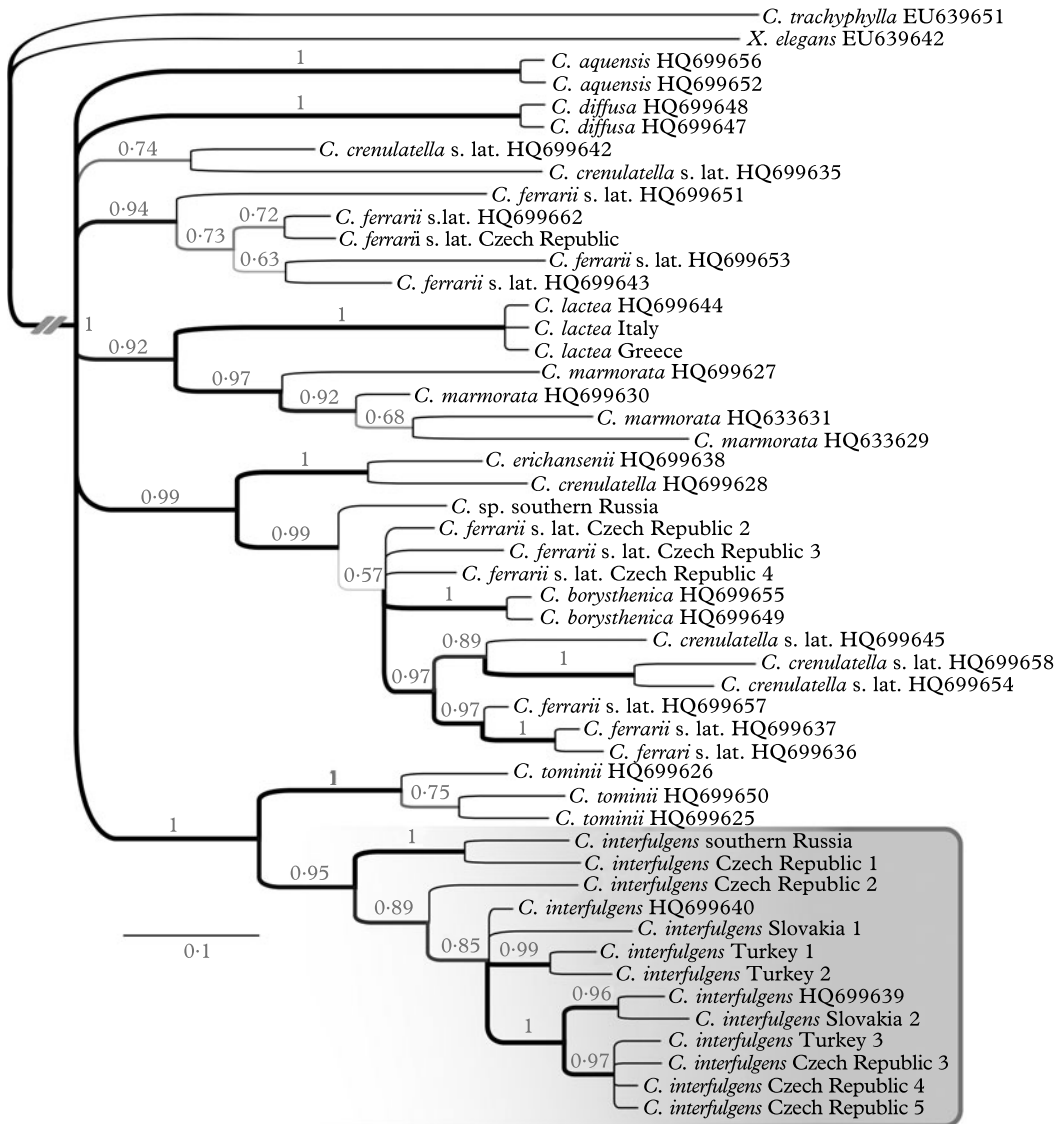 C. trachyphylla EU639651
X. elegans EU639642
1
C. aquensis HQ699656
C. aquensis HQ699652
1
C. diffusa HQ699648
C. diffusa HQ699647
0·74
C. crenulatella s. lat. HQ699642
C. crenulatella s. lat. HQ699635
0·94
C. ferrarii s. lat. HQ699651
0·73
0·72
C. ferrarii s.lat. HQ699662
C. ferrarii s. lat. Czech Republic
0·63
C. ferrarii s. lat. HQ699653
C. ferrarii s. lat. HQ699643
1
0·92
1
C. lactea HQ699644
C. lactea Italy
C. lactea Greece
0·97
C. marmorata HQ699627
0·92
C. marmorata HQ699630
0·68
C. marmorata HQ633631
C. marmorata HQ633629
0·99
1
C. erichansenii HQ699638
C. crenulatella HQ699628
0·99
C. sp. southern Russia
0·57
C. ferrarii s. lat. Czech Republic 2
C. ferrarii s. lat. Czech Republic 3
C. ferrarii s. lat. Czech Republic 4
1
C. borysthenica HQ699655
C. borysthenica HQ699649
0·97
0·89
C. crenulatella s. lat. HQ699645
1
C. crenulatella s. lat. HQ699658
C. crenulatella s. lat. HQ699654
0·97
C. ferrarii s. lat. HQ699657
1
C. ferrarii s. lat. HQ699637
C. ferrari s. lat. HQ699636
1
1
C. tominii HQ699626
0·75
C. tominii HQ699650
C. tominii HQ699625
0·95
1
C. interfulgens southern Russia
C. interfulgens Czech Republic 1
0·89
C. interfulgens Czech Republic 2
0·85
C. interfulgens HQ699640
C. interfulgens Slovakia 1
0·99
C. interfulgens Turkey 1
C. interfulgens Turkey 2
1
0·96
C. interfulgens HQ699639
C. interfulgens Slovakia 2
0·97
C. interfulgens Turkey 3
C. interfulgens Czech Republic 3
C. interfulgens Czech Republic 4
C. interfulgens Czech Republic 5
0·1